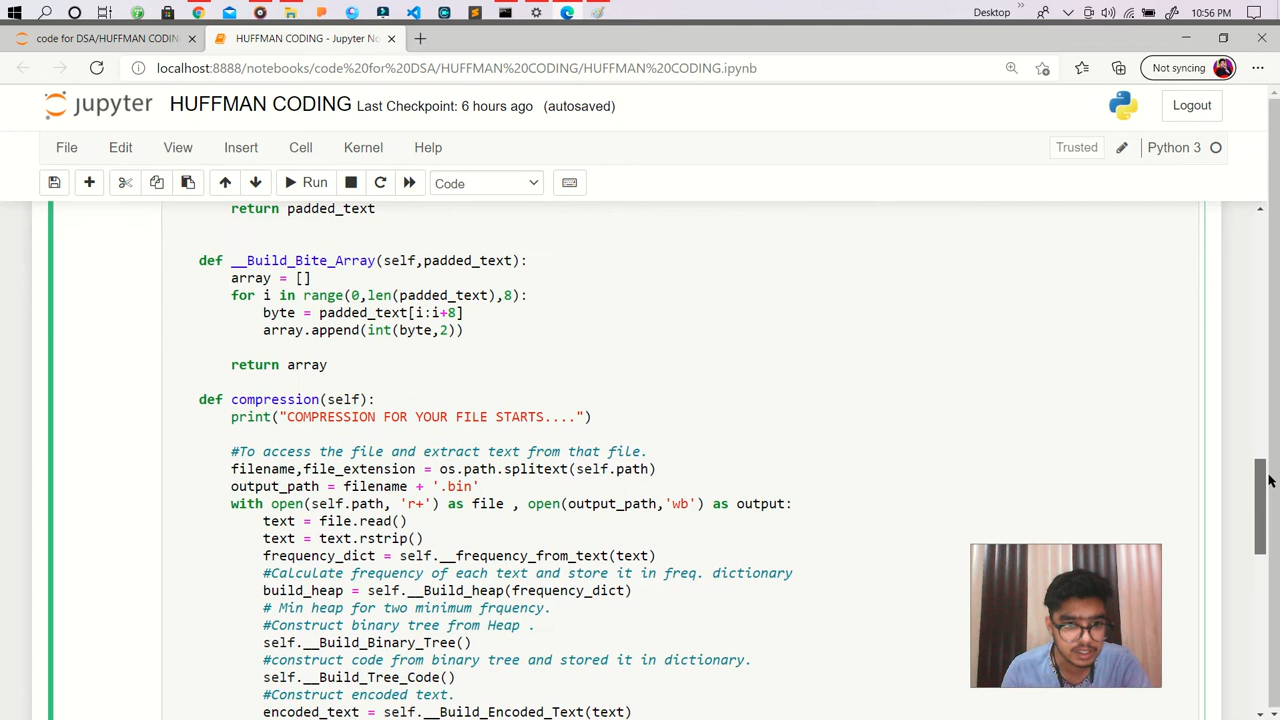 Desktop
10:56 PM
code for DSA/HUFFMAN CODING
HUFFMAN CODING - Jupyter No
localhost:8888/notebooks/code%20for%20DSA/HUFFMAN%20CODING/HUFFMAN%20CODING.ipynb
Not syncing
jupyter HUFFMAN CODING Last Checkpoint: 6 hours ago (autosaved)
Logout
File Edit View Insert Cell Kernel Help
Trusted
Python 3
Run
Code
return padded_text
def __Build_Bite_Array(self,padded_text):
array = []
for i in range(0,len(padded_text),8):
byte = padded_text[i:i+8]
array.append(int(byte,2))
return array
def compression(self):
print("COMPRESSION FOR YOUR FILE STARTS....")
#To access the file and extract text from that file.
filename,file_extension = os.path.splitext(self.path)
output_path = filename + '.bin'
with open(self.path, 'r+') as file , open(output_path,'wb') as output:
text = file.read()
text = text.rstrip()
frequency_dict = self.__frequency_from_text(text)
#Calculate frequency of each text and store it in freq. dictionary
build_heap = self.__Build_heap(frequency_dict)
# Min heap for two minimum frquency.
#Construct binary tree from Heap .
self.__Build_Binary_Tree()
#construct code from binary tree and stored it in dictionary.
self.__Build_Tree_Code()
#Construct encoded text.
encoded_text = self.__Build_Encoded_Text(text)